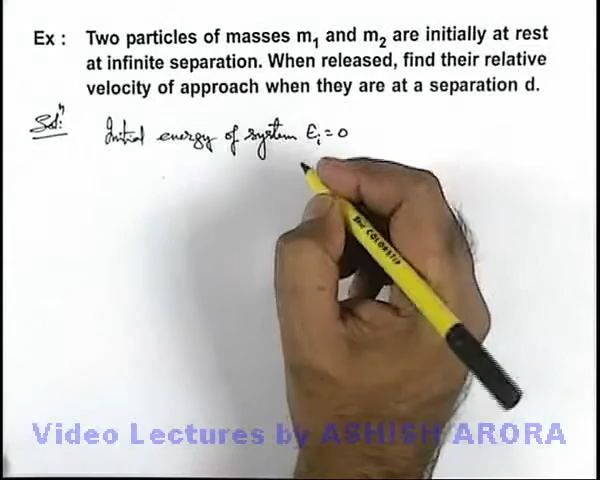 Ex : Two particles of masses m₁ and m₂ are initially at rest
at infinite separation. When released, find their relative
velocity of approach when they are at a separation d.
Solⁿ: Initial energy of system Eᵢ = 0
Video Lectures by ASHISH ARORA